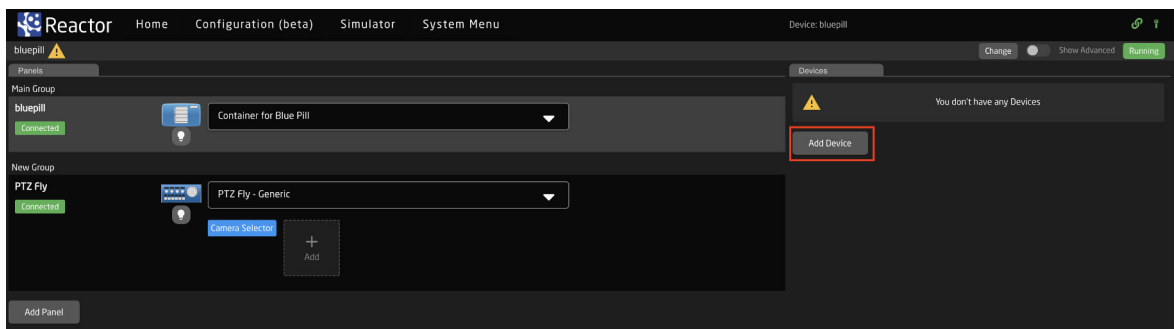 Reactor Home Configuration (beta) Simulator System Menu Device: bluepill
bluepill Change Show Advanced Running
Panels
Main Group
bluepill
Connected
Container for Blue Pill
New Group
PTZ Fly
Connected
PTZ Fly - Generic
Camera Selector
+
Add
Add Panel
Devices
You don't have any Devices
Add Device